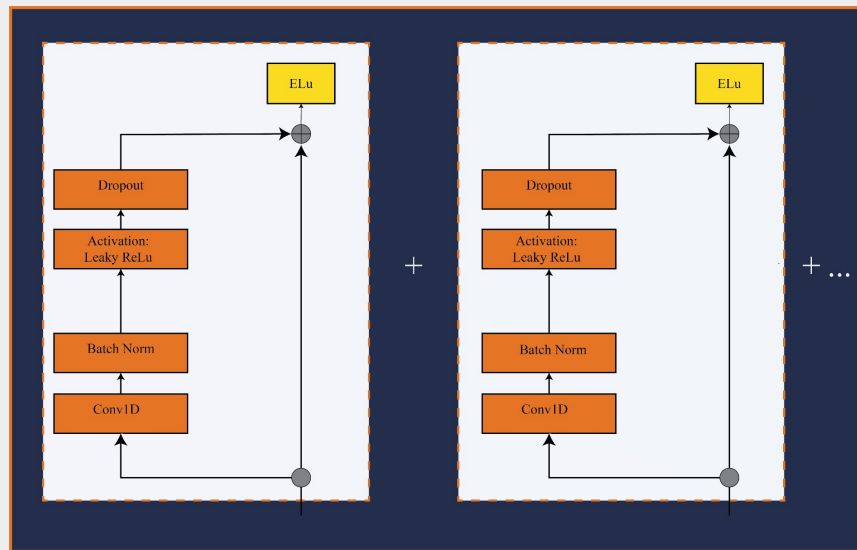 ELu
Dropout
Activation:
Leaky ReLu
Batch Norm
Conv1D
+
ELu
Dropout
Activation:
Leaky ReLu
Batch Norm
Conv1D
+ ...